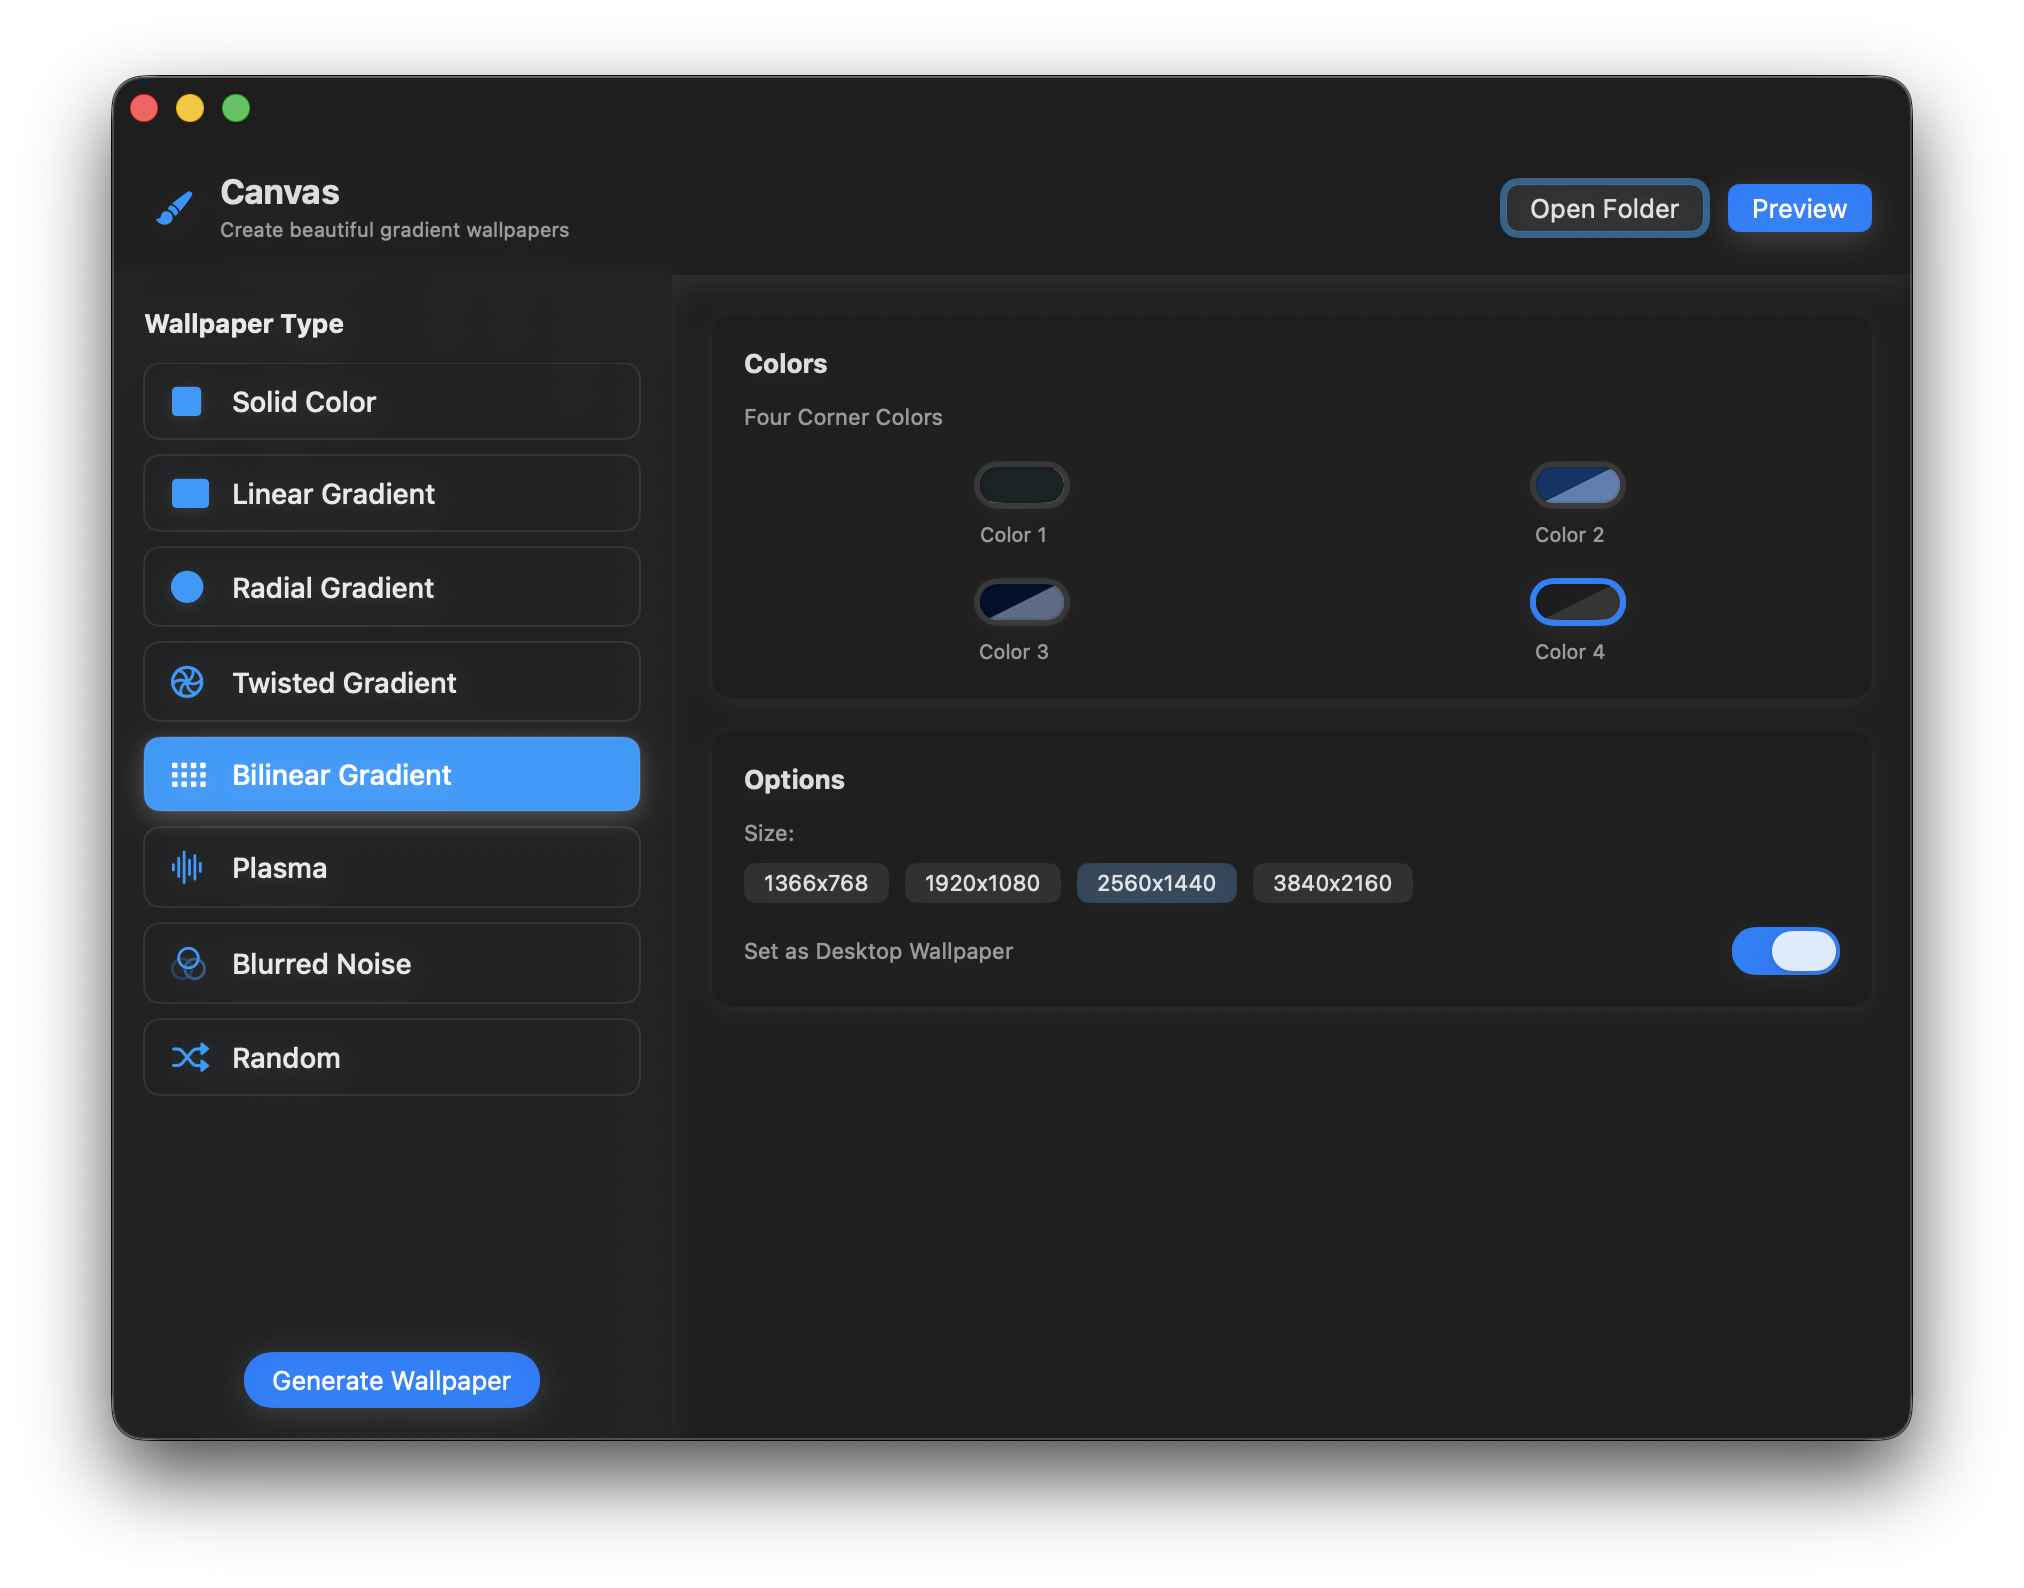 Canvas
Create beautiful gradient wallpapers
Open Folder
Preview
Wallpaper Type
Solid Color
Linear Gradient
Radial Gradient
Twisted Gradient
Bilinear Gradient
Plasma
Blurred Noise
Random
Generate Wallpaper
Colors
Four Corner Colors
Color 1
Color 2
Color 3
Color 4
Options
Size:
1366x768
1920x1080
2560x1440
3840x2160
Set as Desktop Wallpaper